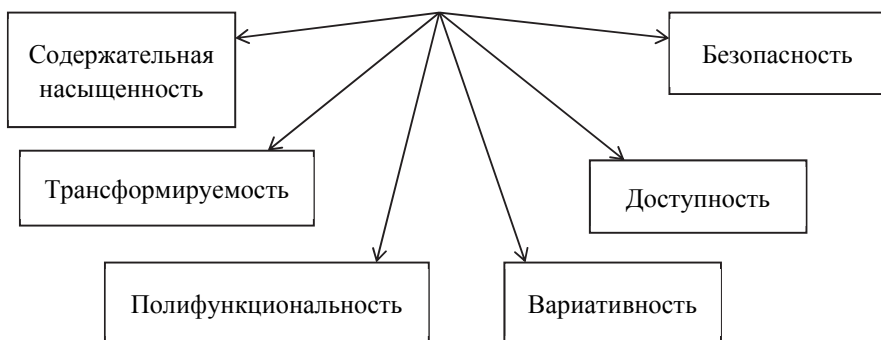 Содержательная
насыщенность
Безопасность
Трансформируемость
Доступность
Полифункциональность
Вариативность